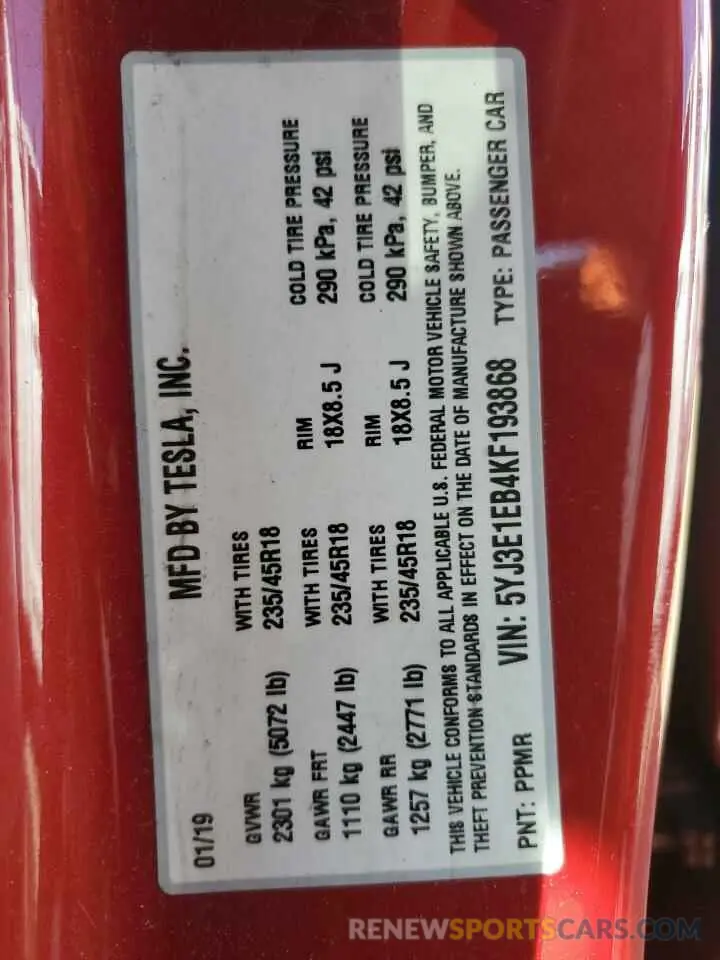 01/19 MFD BY TESLA, INC.
GVWR WITH TIRES
2301 kg (5072 lb) 235/45R18
GAWR FRT WITH TIRES RIM COLD TIRE PRESSURE
1110 kg (2447 lb) 235/45R18 18X8.5 J 290 kPa, 42 psi
GAWR RR WITH TIRES RIM COLD TIRE PRESSURE
1257 kg (2771 lb) 235/45R18 18X8.5 J 290 kPa, 42 psi
THIS VEHICLE CONFORMS TO ALL APPLICABLE U.S. FEDERAL MOTOR VEHICLE SAFETY, BUMPER, AND
THEFT PREVENTION STANDARDS IN EFFECT ON THE DATE OF MANUFACTURE SHOWN ABOVE.
PNT: PPMR VIN: 5YJ3E1EB4KF193868 TYPE: PASSENGER CAR
RENEWSPORTSCARS.COM